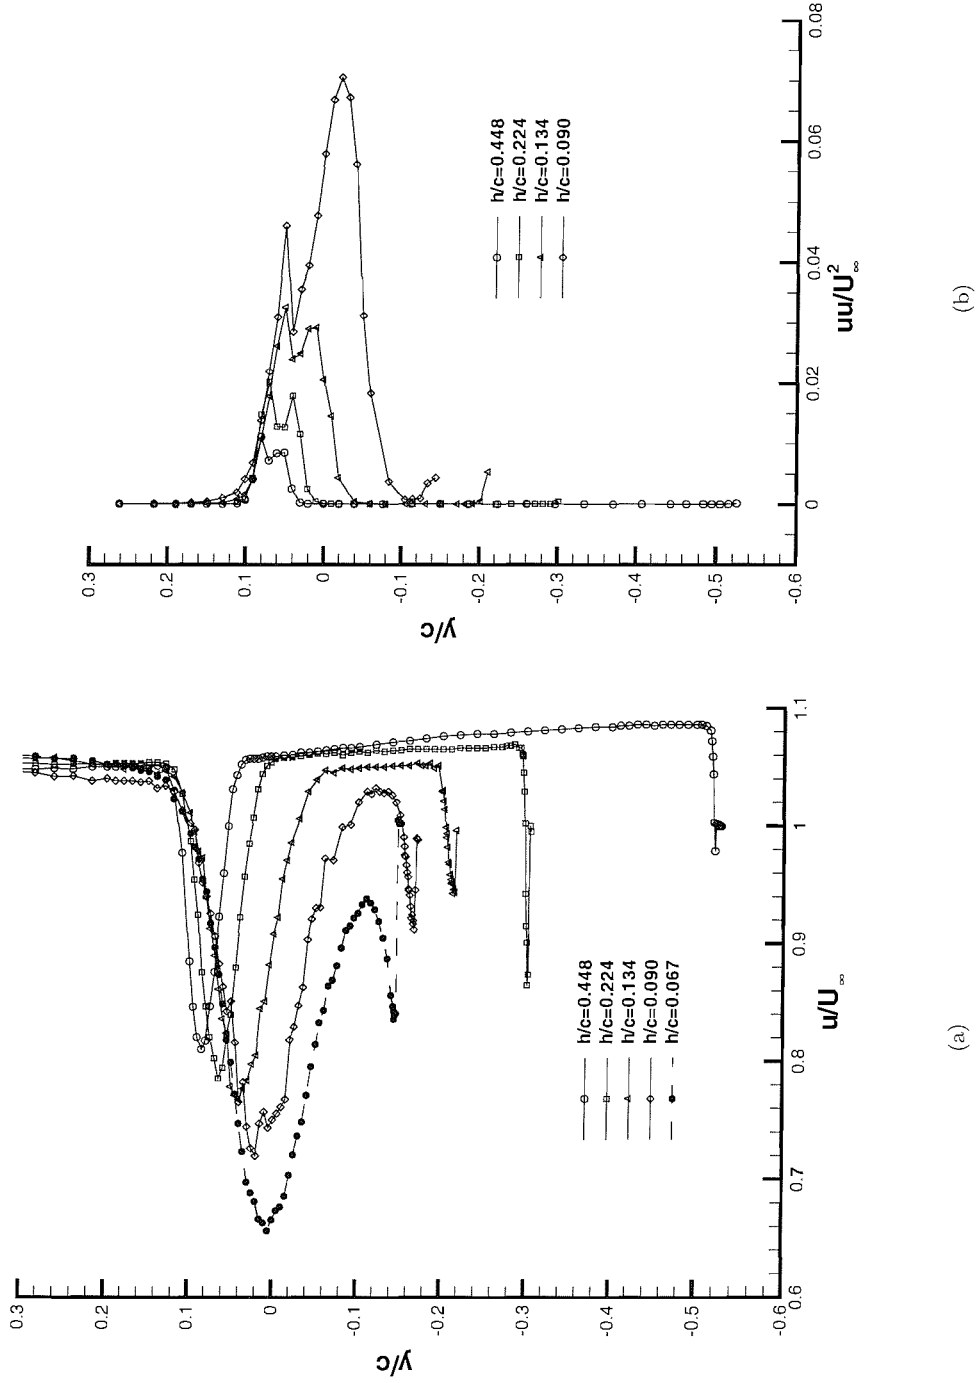 0.3
0.2
0.1
0
-0.1
-0.2
-0.3
-0.4
-0.5
-0.6
y/c
0.6
0.7
0.8
0.9
1
1.1
u/U∞
h/c=0.448
h/c=0.224
h/c=0.134
h/c=0.090
h/c=0.067
(a)
0.3
0.2
0.1
0
-0.1
-0.2
-0.3
-0.4
-0.5
-0.6
y/c
0
0.02
0.04
0.06
0.08
uu/U∞²
h/c=0.448
h/c=0.224
h/c=0.134
h/c=0.090
(b)